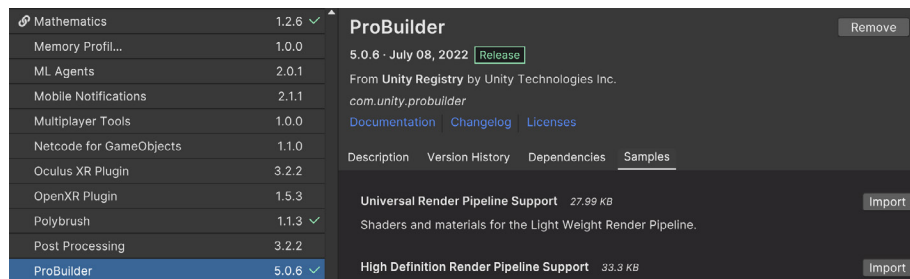 Mathematics 1.2.6
Memory Profil... 1.0.0
ML Agents 2.0.1
Mobile Notifications 2.1.1
Multiplayer Tools 1.0.0
Netcode for GameObjects 1.1.0
Oculus XR Plugin 3.2.2
OpenXR Plugin 1.5.3
Polybrush 1.1.3
Post Processing 3.2.2
ProBuilder 5.0.6
ProBuilder Remove
5.0.6 · July 08, 2022 Release
From Unity Registry by Unity Technologies Inc.
com.unity.probuilder
Documentation Changelog Licenses
Description Version History Dependencies Samples
Universal Render Pipeline Support 27.99 KB Import
Shaders and materials for the Light Weight Render Pipeline.
High Definition Render Pipeline Support 33.3 KB Import